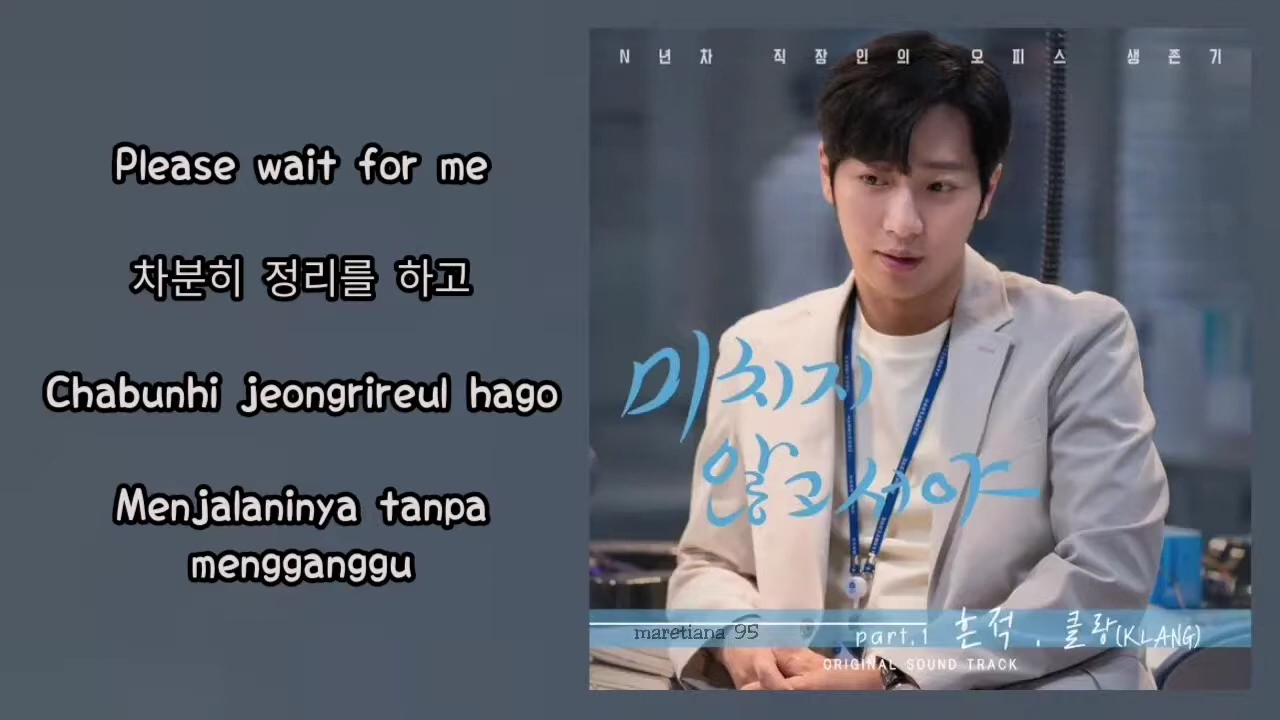 Please wait for me
차분히 정리를 하고
Chabunhi jeongrireul hago
Menjalaninya tanpa
mengganggu
N년차 직장인의 오피스 생존기
미치지
않고서야
maretiana 95
part.1 흔적 . 클랑(KLANG)
ORIGINAL SOUND TRACK